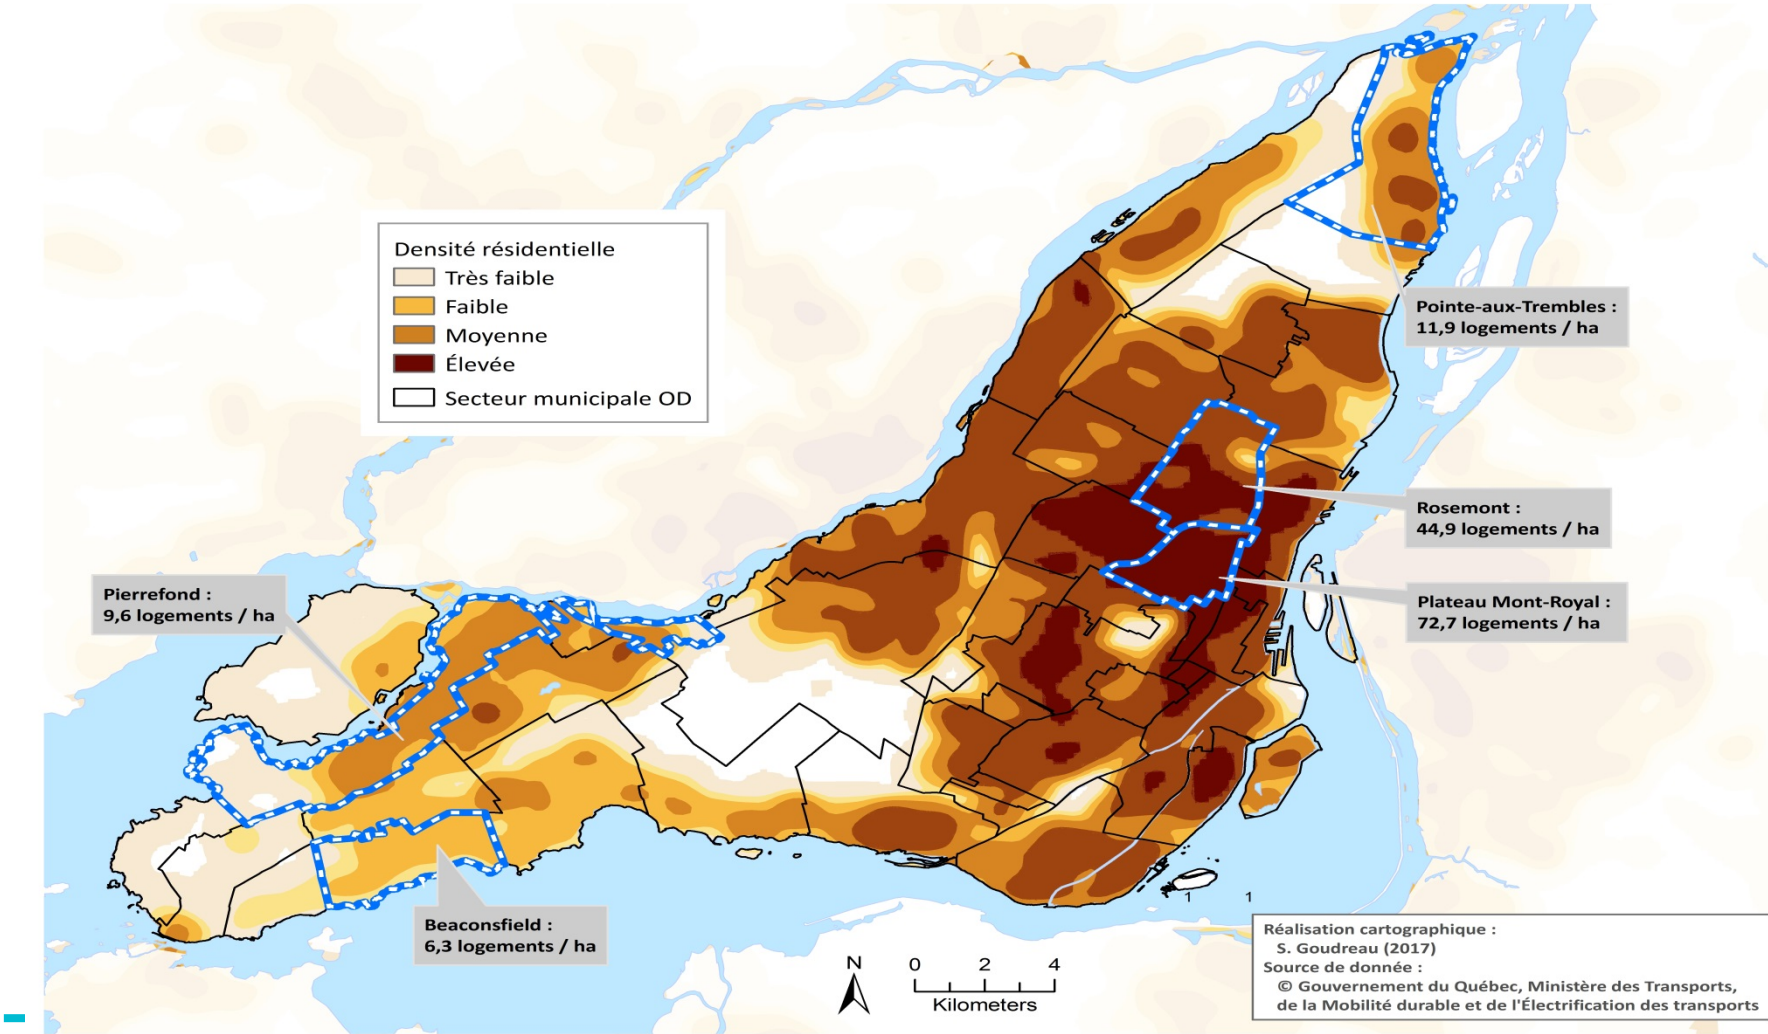 Densité résidentielle
Très faible
Faible
Moyenne
Élevée
Secteur municipale OD
Pointe-aux-Trembles :
11,9 logements / ha
Rosemont :
44,9 logements / ha
Plateau Mont-Royal :
72,7 logements / ha
Pierrefond :
9,6 logements / ha
Beaconsfield :
6,3 logements / ha
1 1
N
0 2 4
Kilometers
Réalisation cartographique :
S. Goudreau (2017)
Source de donnée :
© Gouvernement du Québec, Ministère des Transports,
de la Mobilité durable et de l'Électrification des transports